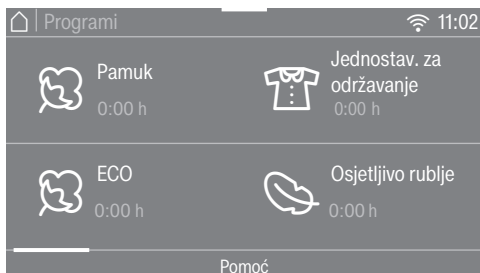 Programi
11:02
Pamuk
0:00 h
Jednostav. za
održavanje
0:00 h
ECO
0:00 h
Osjetljivo rublje
0:00 h
Pomoć